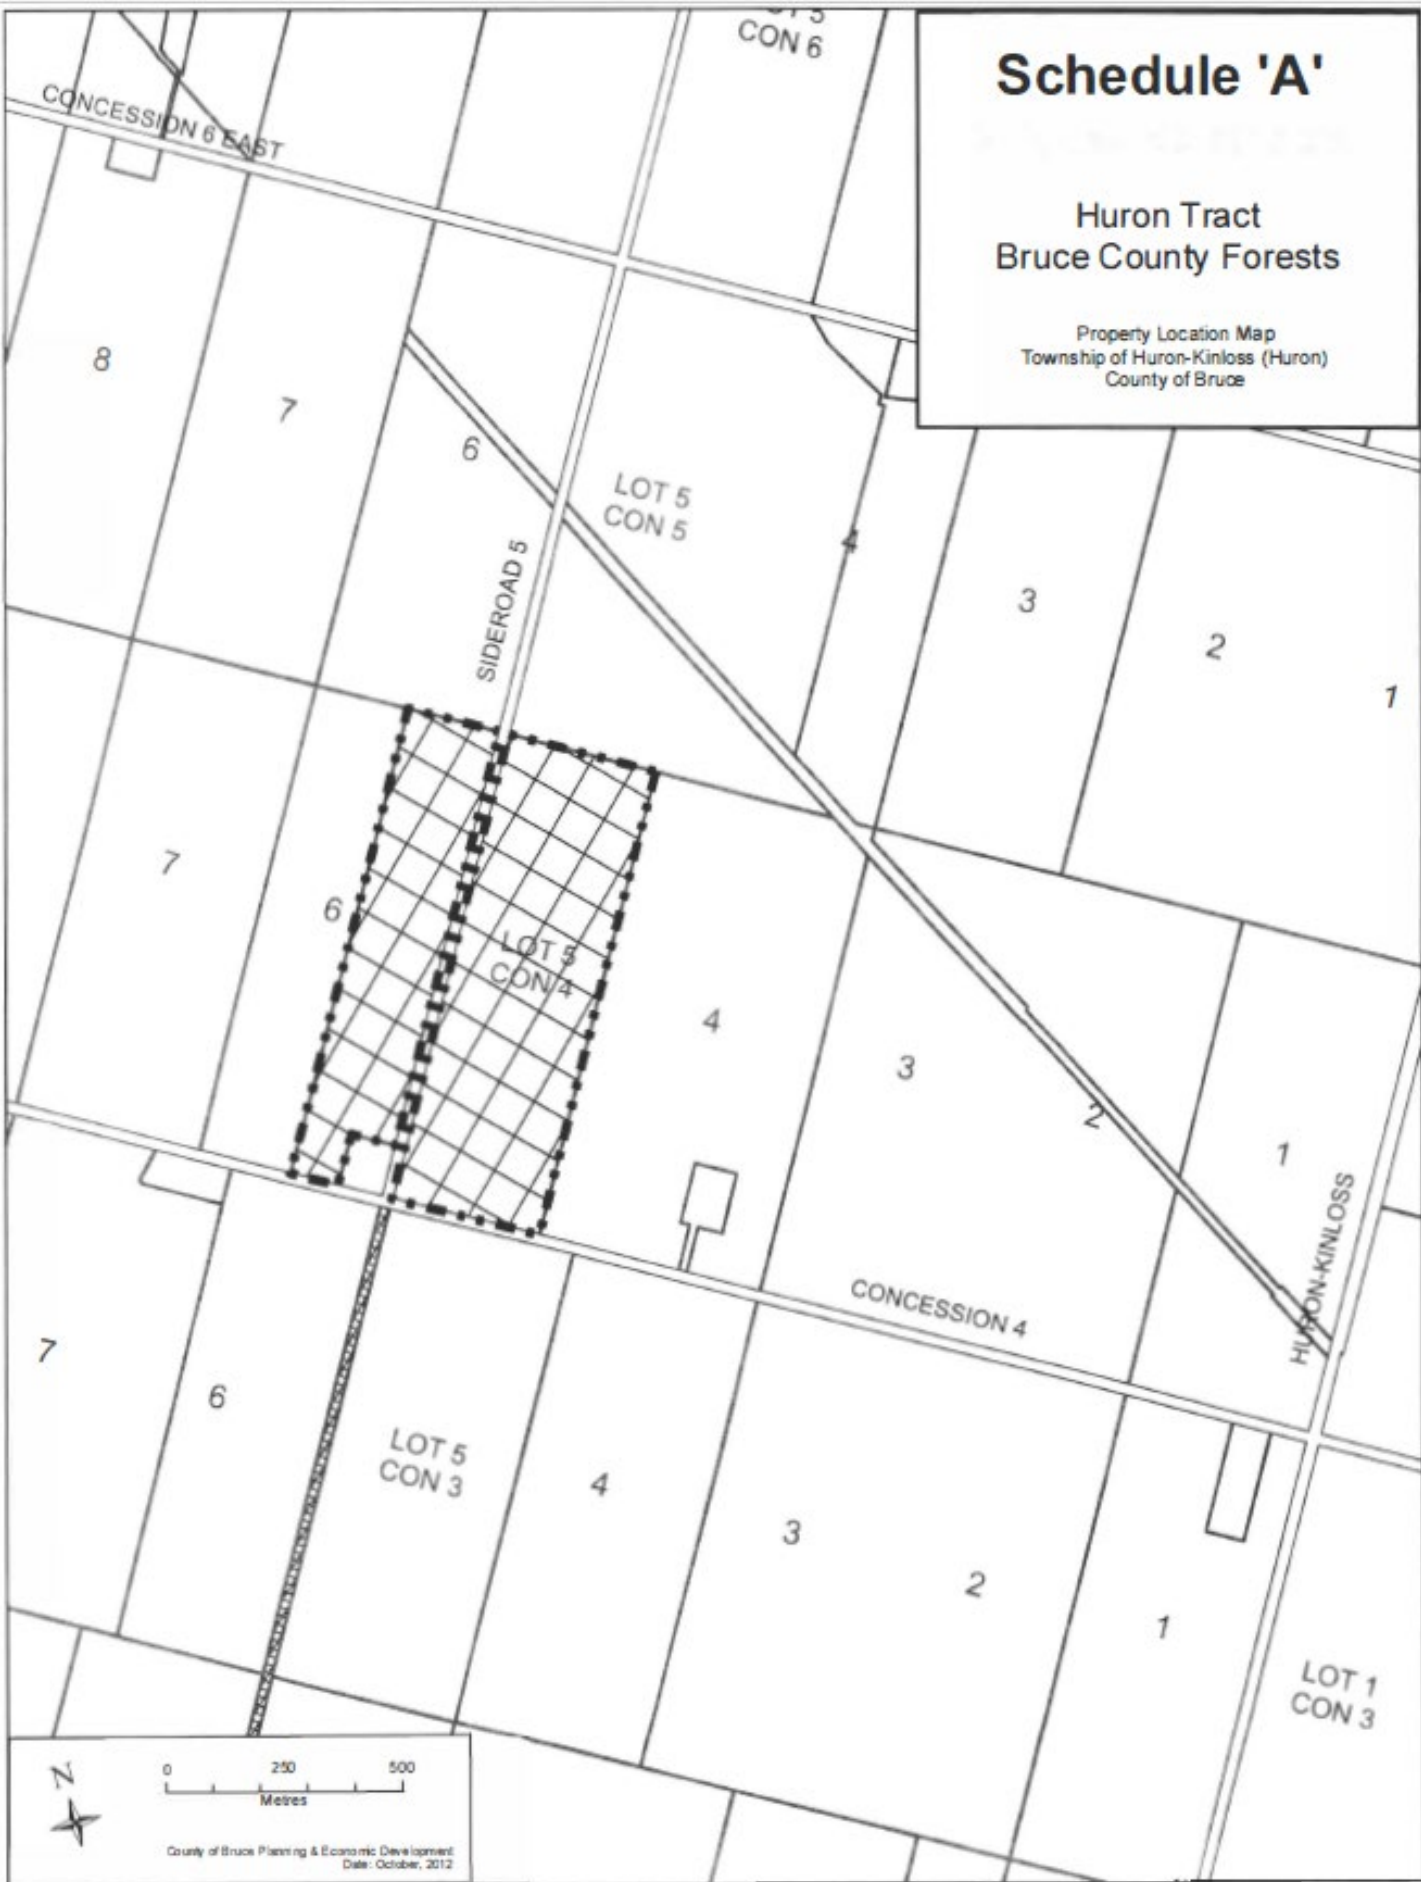 LOT 5
CON 6
Schedule 'A'
Huron Tract
Bruce County Forests
Property Location Map
Township of Huron-Kinloss (Huron)
County of Bruce
CONCESSION 6 EAST
8
7
6
LOT 5
CON 5
4
3
2
1
SIDEROAD 5
7
6
LOT 5
CON 4
4
3
2
1
HURON-KINLOSS
CONCESSION 4
7
6
LOT 5
CON 3
4
3
2
1
LOT 1
CON 3
N
0 250 500
Metres
County of Bruce Planning & Economic Development
Date: October, 2012